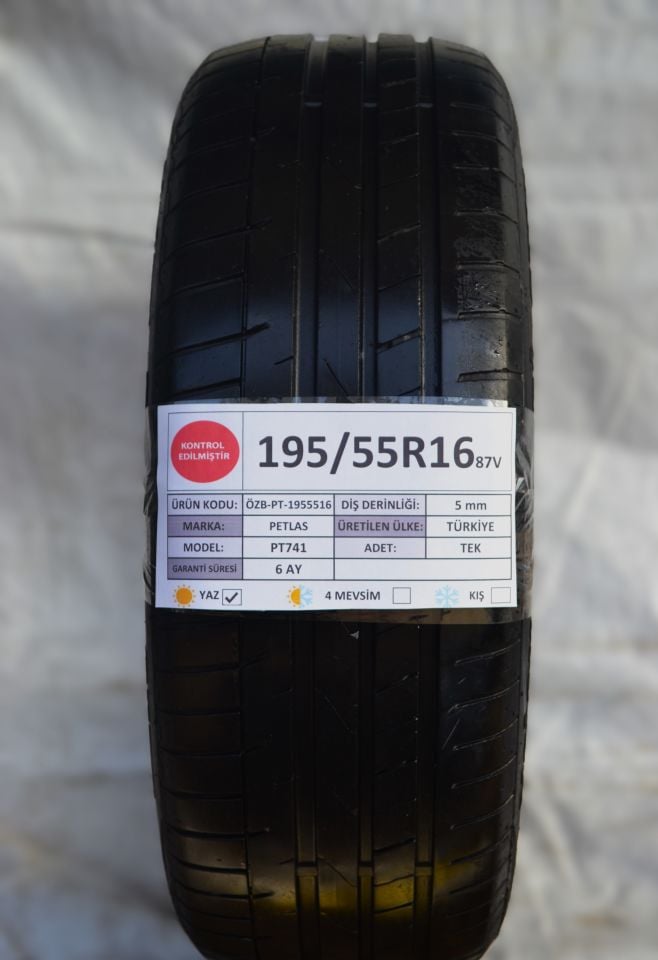 KONTROL
EDİLMİŞTİR
195/55R16 87V
ÜRÜN KODU: ÖZB-PT-1955516 DİŞ DERİNLİĞİ: 5 mm
MARKA: PETLAS ÜRETİLEN ÜLKE: TÜRKİYE
MODEL: PT741 ADET: TEK
GARANTİ SÜRESİ 6 AY
YAZ 4 MEVSİM KIŞ